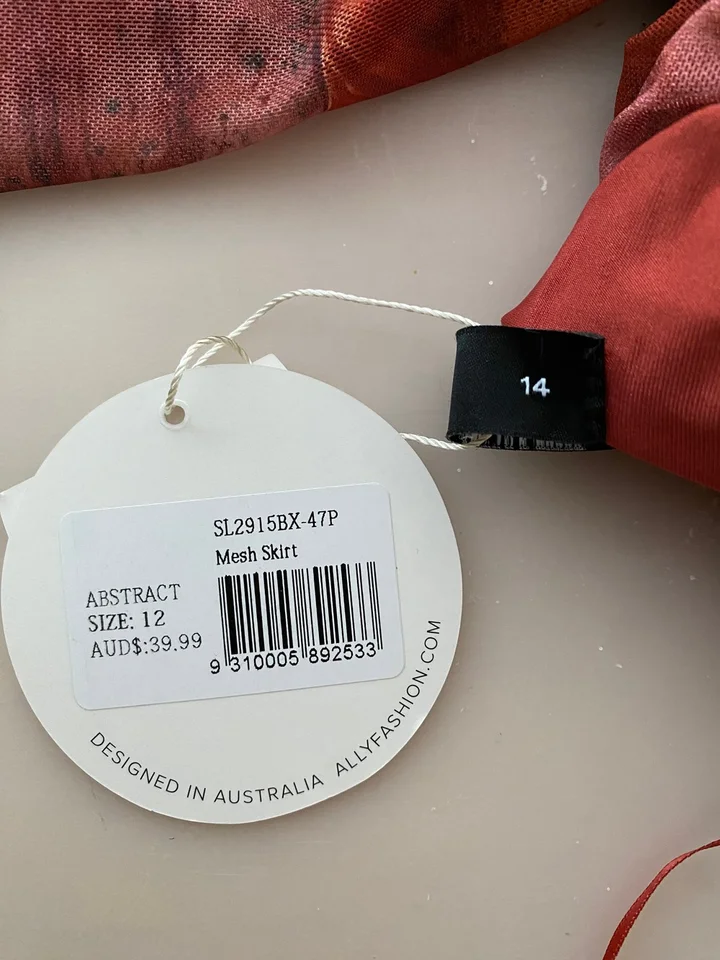 14
SL2915BX-47P
Mesh Skirt
ABSTRACT
SIZE: 12
AUD$:39.99
9 310005 892533
DESIGNED IN AUSTRALIA ALLYFASHION.COM